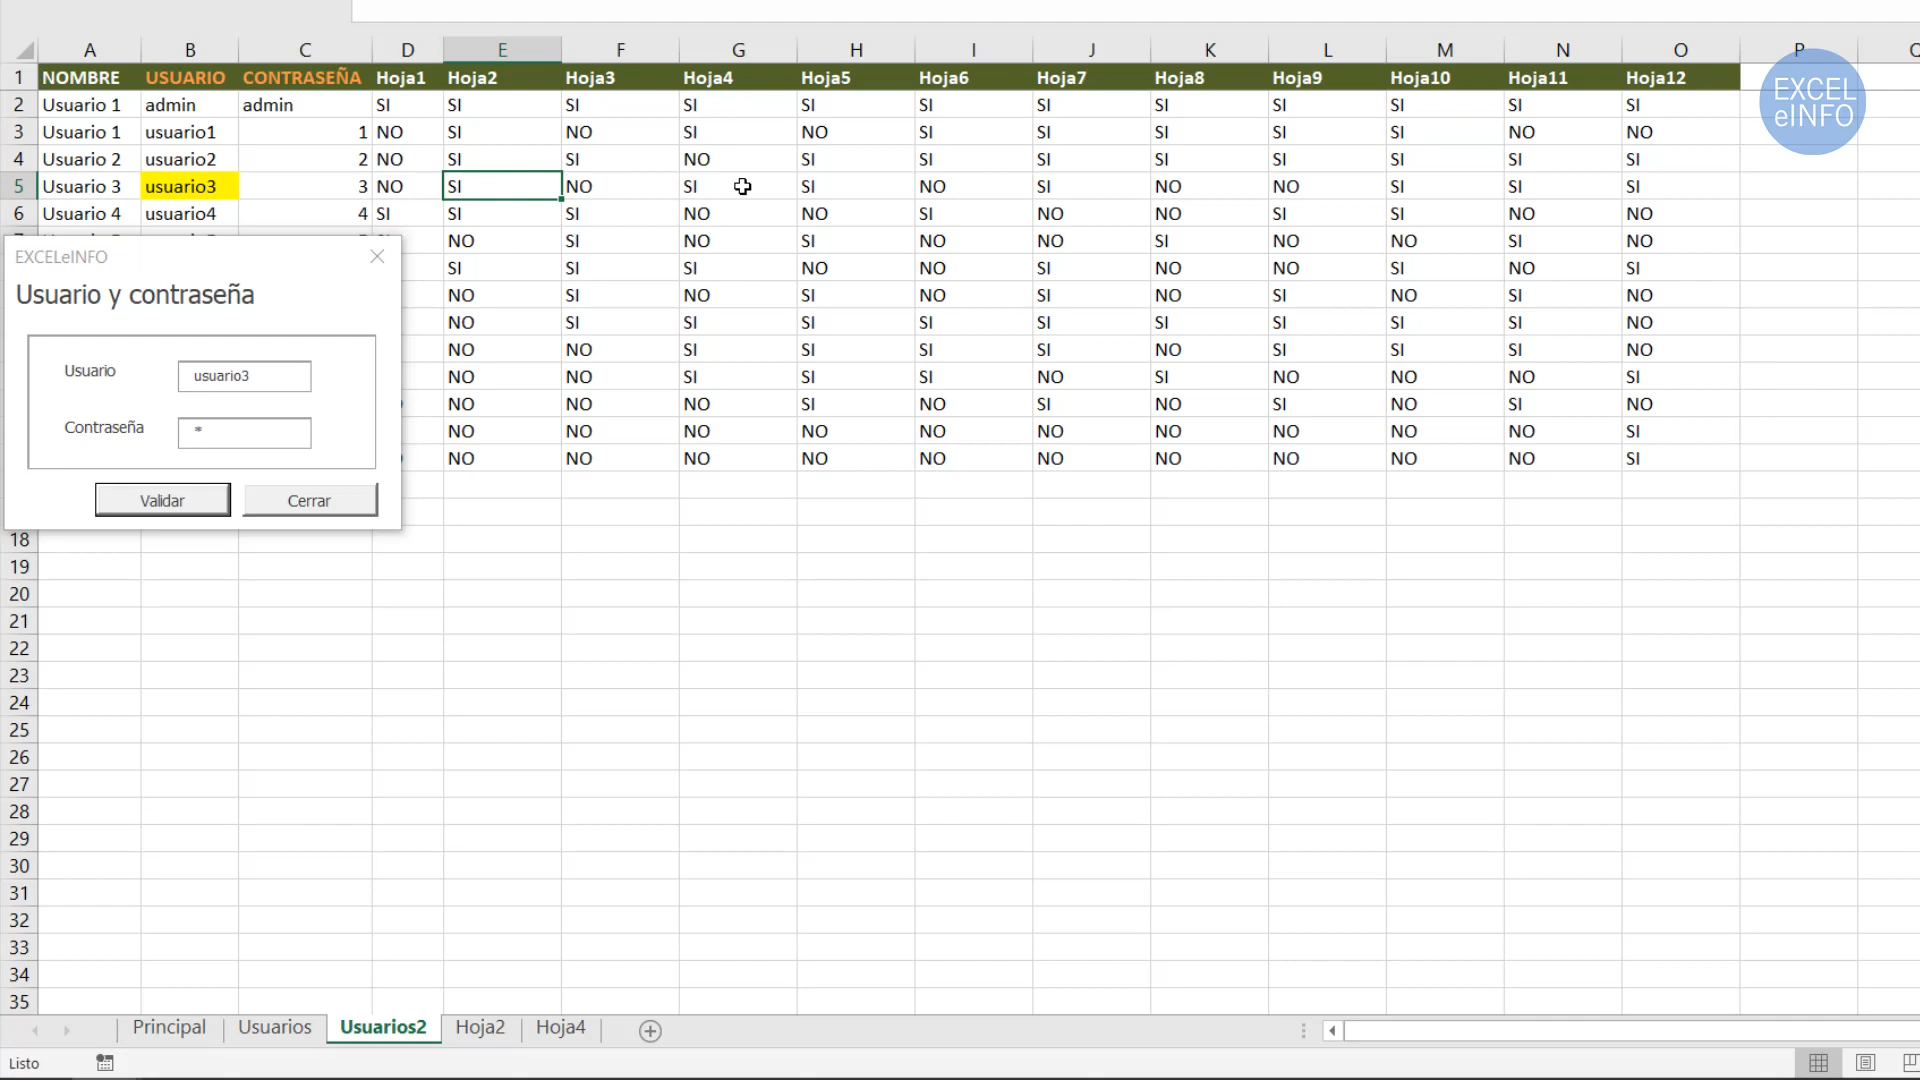 A B C D E F G H I J K L M N O P
1 NOMBRE USUARIO CONTRASEÑA Hoja1 Hoja2 Hoja3 Hoja4 Hoja5 Hoja6 Hoja7 Hoja8 Hoja9 Hoja10 Hoja11 Hoja12
2 Usuario 1 admin admin SI SI SI SI SI SI SI SI SI SI SI SI
3 Usuario 1 usuario1 1 NO SI NO SI NO SI SI SI SI SI NO NO
4 Usuario 2 usuario2 2 NO SI SI NO SI SI SI SI SI SI SI SI
5 Usuario 3 usuario3 3 NO SI NO SI SI NO SI NO NO SI SI SI
6 Usuario 4 usuario4 4 SI SI SI NO NO SI NO NO SI SI NO NO
NO SI NO SI NO NO SI NO NO SI NO
SI SI SI NO NO SI NO NO SI NO SI
NO SI NO SI NO SI NO SI NO SI NO
NO SI SI SI SI SI SI SI SI SI NO
NO NO SI SI SI SI NO SI SI SI NO
NO NO SI SI SI NO SI NO NO NO SI
NO NO NO SI NO SI NO SI NO SI NO
NO NO NO NO NO NO NO NO NO NO SI
NO NO NO NO NO NO NO NO NO NO SI
EXCEL
eINFO
EXCELeINFO
Usuario y contraseña
Usuario usuario3
Contraseña *
Validar Cerrar
18
19
20
21
22
23
24
25
26
27
28
29
30
31
32
33
34
35
Principal Usuarios Usuarios2 Hoja2 Hoja4
Listo